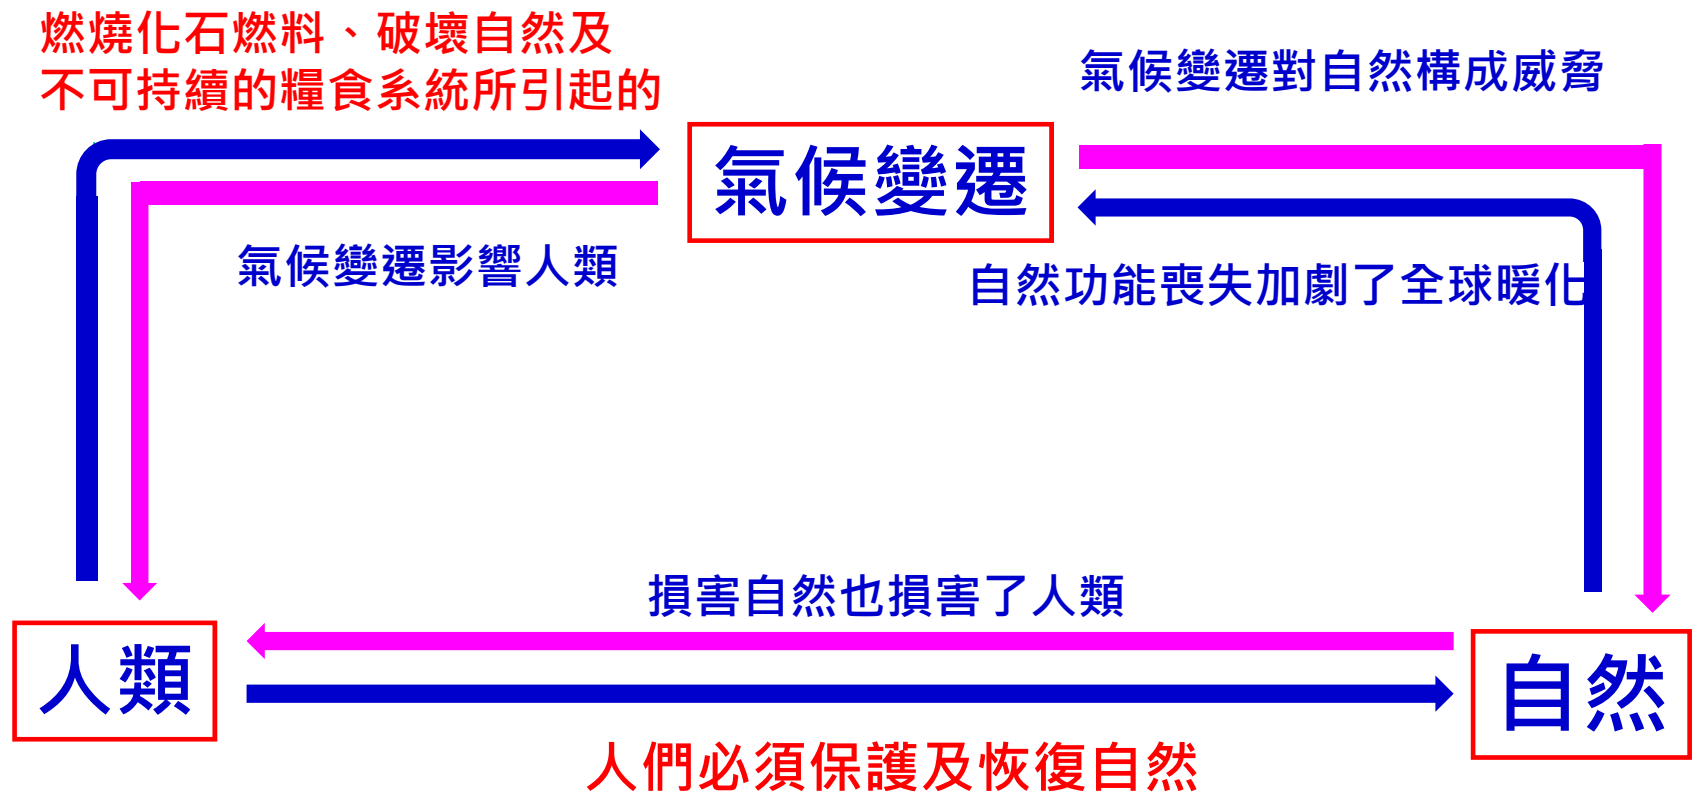 燃燒化石燃料、破壞自然及
不可持續的糧食系統所引起的
氣候變遷對自然構成威脅
氣候變遷
氣候變遷影響人類
自然功能喪失加劇了全球暖化
損害自然也損害了人類
人類
自然
人們必須保護及恢復自然